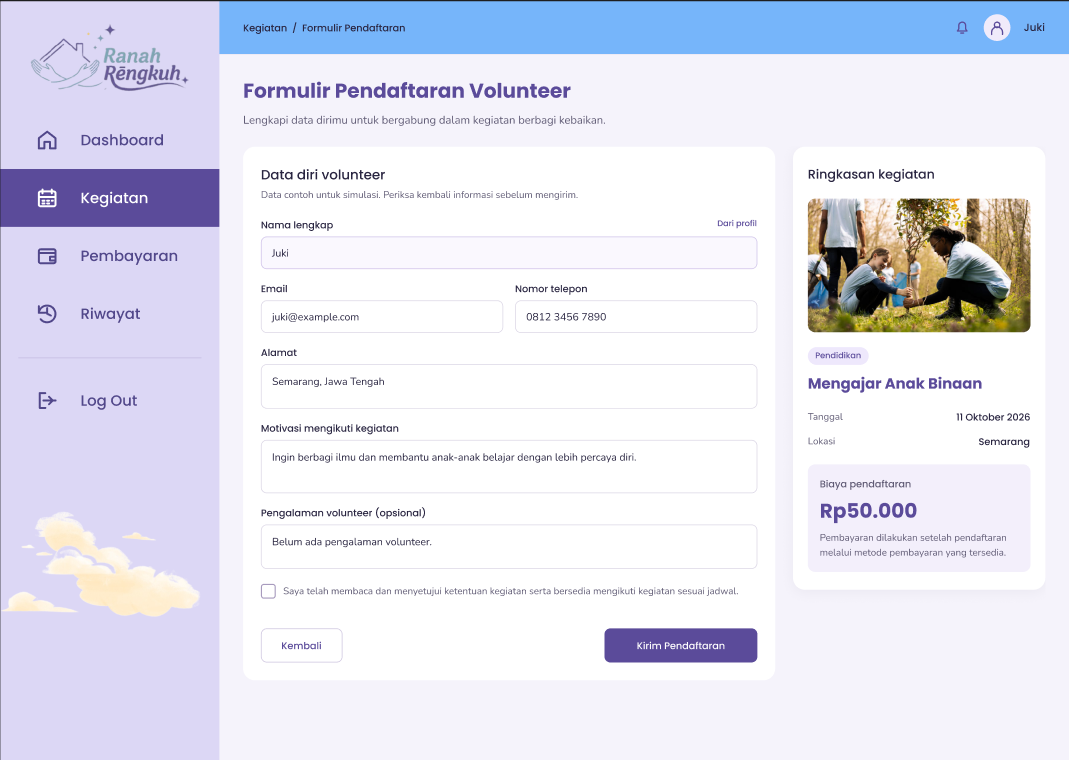 Ranah
Rēngkuh
Dashboard
Kegiatan
Pembayaran
Riwayat
Log Out
Kegiatan / Formulir Pendaftaran
Juki
Formulir Pendaftaran Volunteer
Lengkapi data dirimu untuk bergabung dalam kegiatan berbagi kebaikan.
Data diri volunteer
Data contoh untuk simulasi. Periksa kembali informasi sebelum mengirim.
Nama lengkap
Dari profil
Juki
Email
Nomor telepon
juki@example.com
0812 3456 7890
Alamat
Semarang, Jawa Tengah
Motivasi mengikuti kegiatan
Ingin berbagi ilmu dan membantu anak-anak belajar dengan lebih percaya diri.
Pengalaman volunteer (opsional)
Belum ada pengalaman volunteer.
Saya telah membaca dan menyetujui ketentuan kegiatan serta bersedia mengikuti kegiatan sesuai jadwal.
Kembali
Kirim Pendaftaran
Ringkasan kegiatan
Pendidikan
Mengajar Anak Binaan
Tanggal
11 Oktober 2026
Lokasi
Semarang
Biaya pendaftaran
Rp50.000
Pembayaran dilakukan setelah pendaftaran
melalui metode pembayaran yang tersedia.